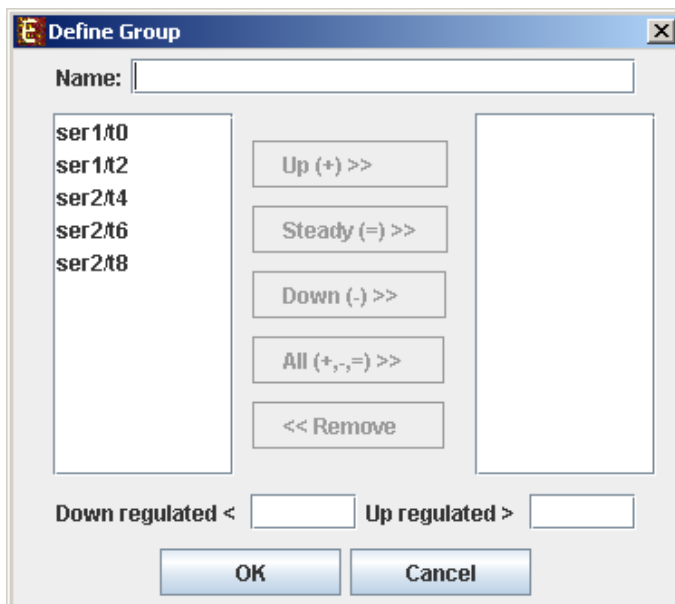 Define Group
Name:
ser1/t0
ser1/t2
ser2/t4
ser2/t6
ser2/t8
Up (+) >>
Steady (=) >>
Down (-) >>
All (+,-,=) >>
<< Remove
Down regulated < Up regulated >
OK Cancel